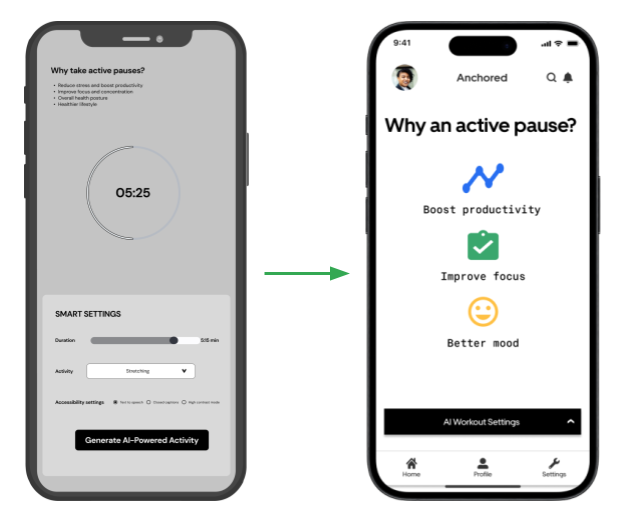 Why take active pauses?
• Reduce stress and boost productivity
• Improve focus and concentration
• Overall health posture
• Healthier lifestyle
05:25
SMART SETTINGS
Duration
5:15 min
Activity
Stretching
Accessibility settings
Text to speech
Closed captions
High contrast mode
Generate AI-Powered Activity
9:41
Anchored
Why an active pause?
Boost productivity
Improve focus
Better mood
AI Workout Settings
Home
Profile
Settings